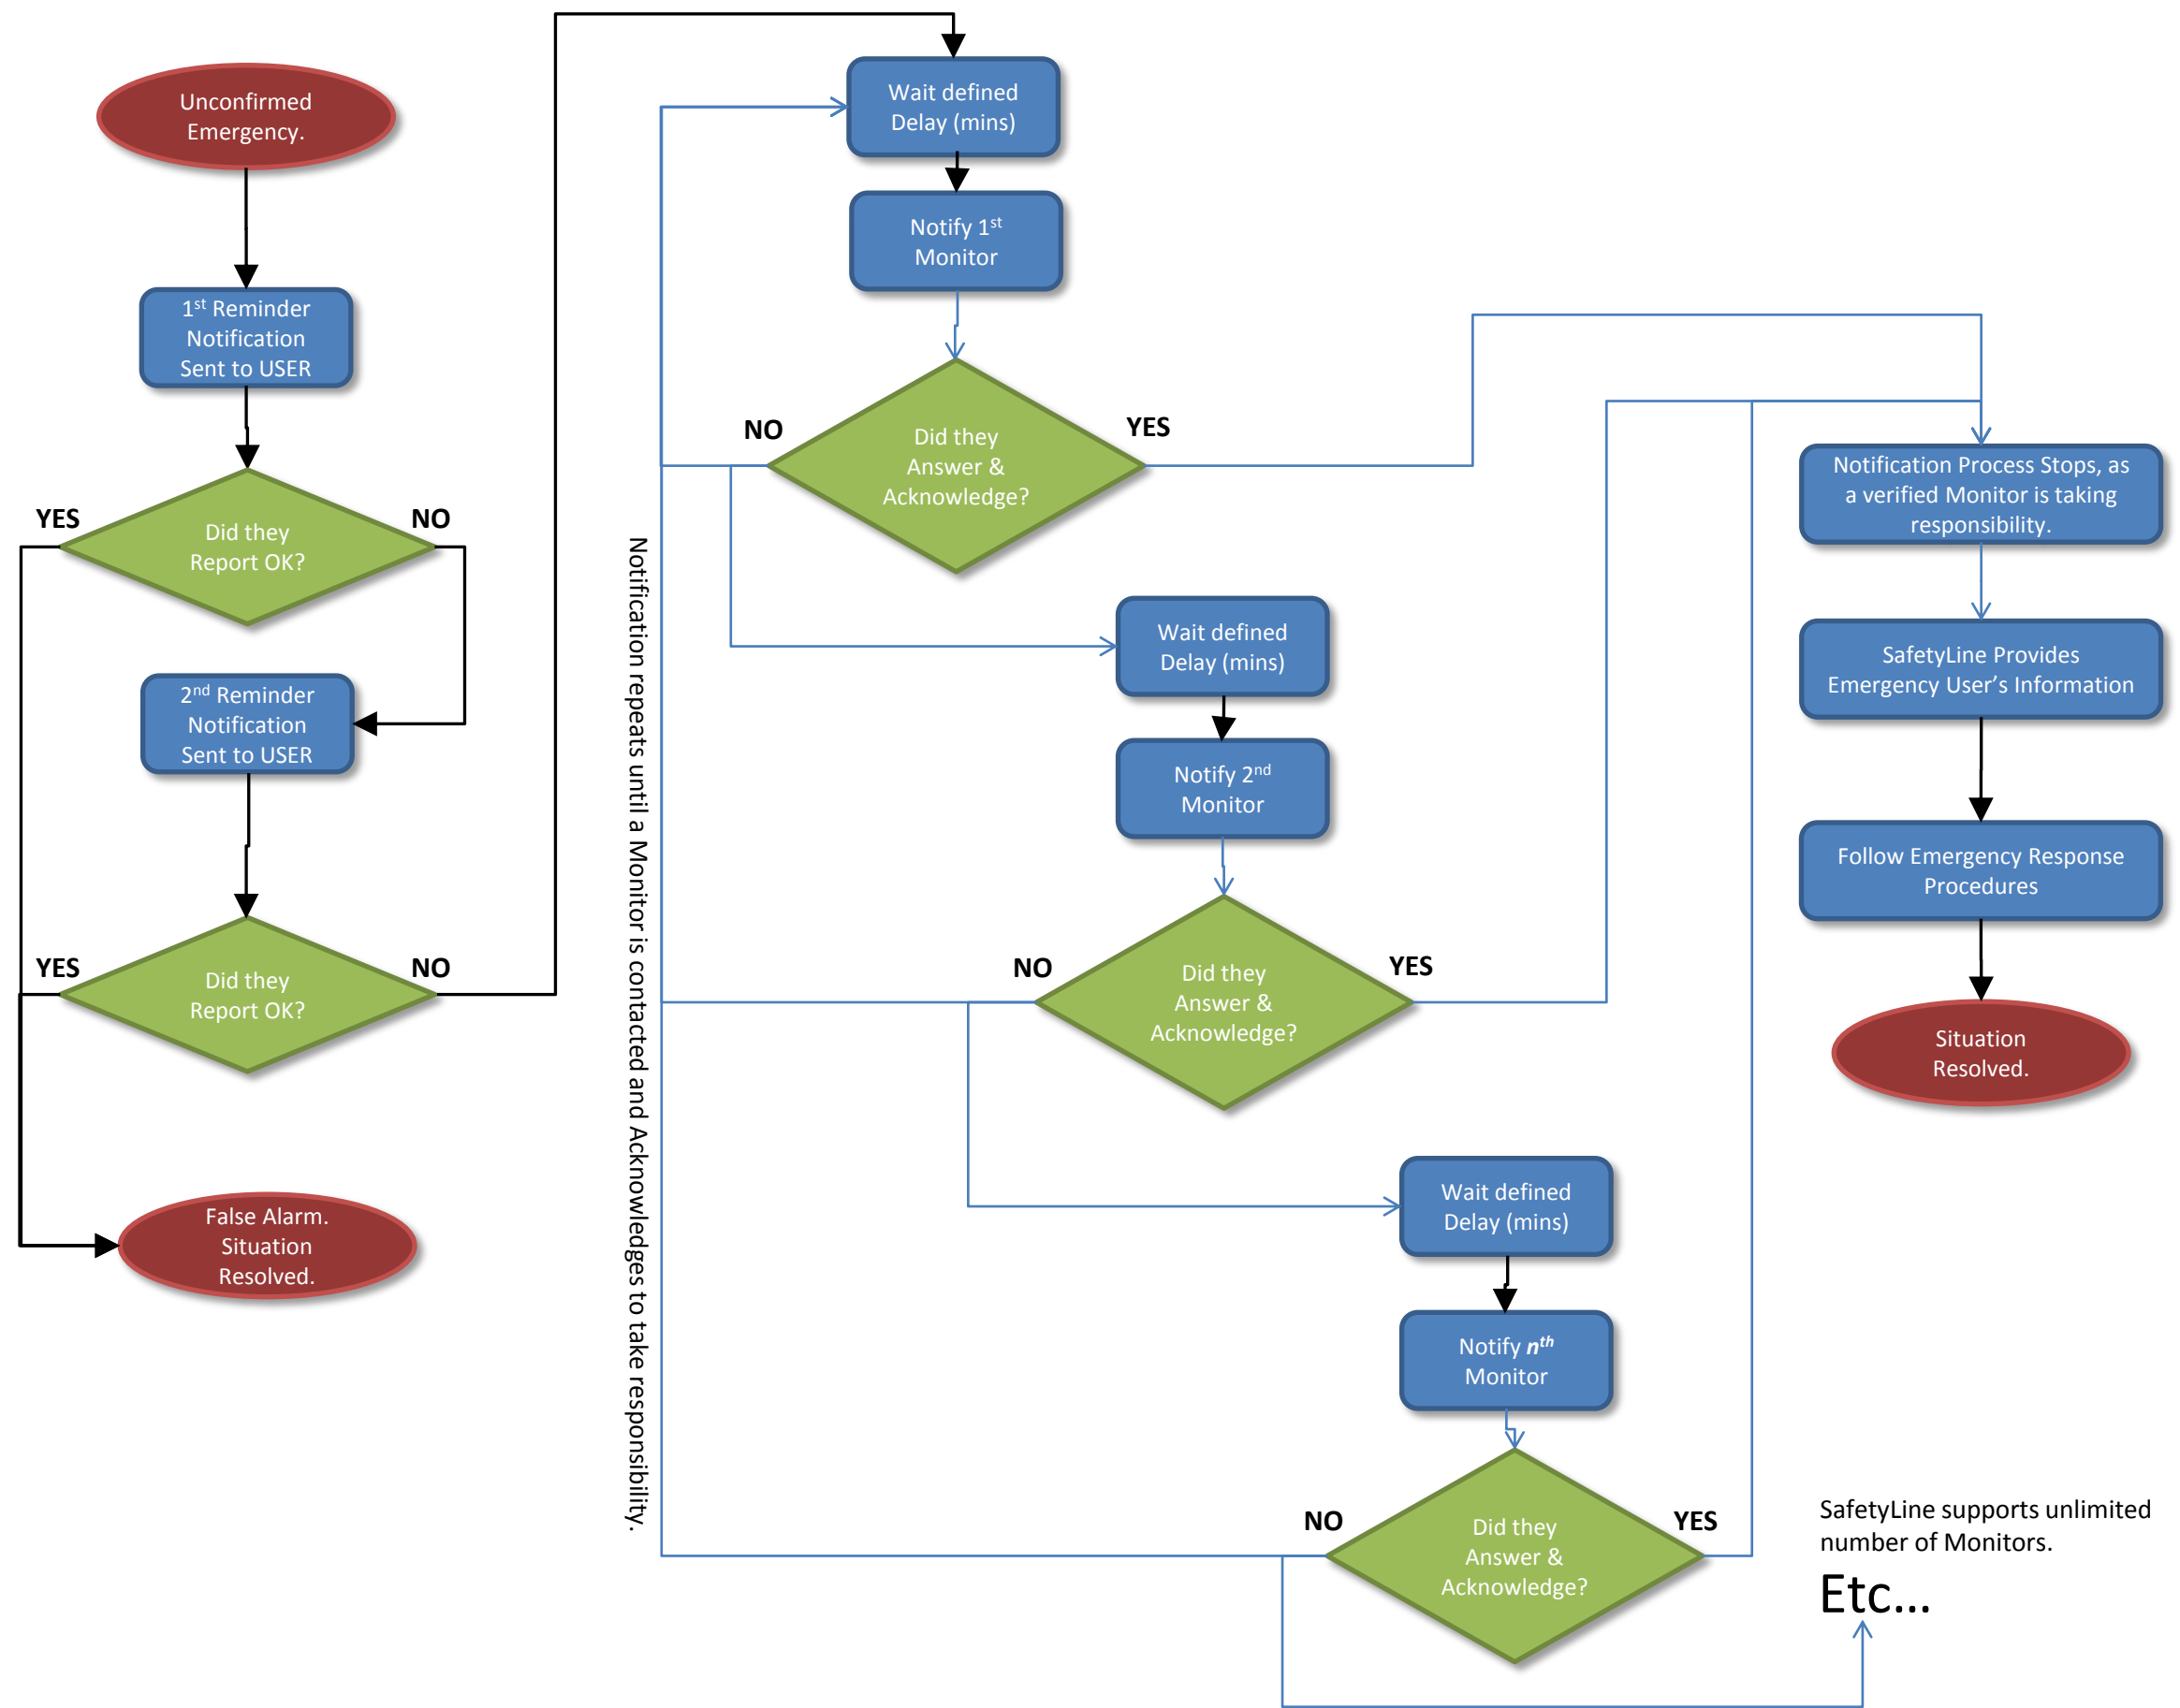 Unconfirmed
Emergency.
1st Reminder
Notification
Sent to USER
YES
NO
Did they
Report OK?
2nd Reminder
Notification
Sent to USER
YES
NO
Did they
Report OK?
False Alarm.
Situation
Resolved.
Notification repeats until a Monitor is contacted and Acknowledges to take responsibility.
Wait defined
Delay (mins)
Notify 1st
Monitor
NO
YES
Did they
Answer &
Acknowledge?
Wait defined
Delay (mins)
Notify 2nd
Monitor
NO
YES
Did they
Answer &
Acknowledge?
Wait defined
Delay (mins)
Notify nth
Monitor
NO
YES
Did they
Answer &
Acknowledge?
Notification Process Stops, as
a verified Monitor is taking
responsibility.
SafetyLine Provides
Emergency User's Information
Follow Emergency Response
Procedures
Situation
Resolved.
SafetyLine supports unlimited
number of Monitors.
Etc...